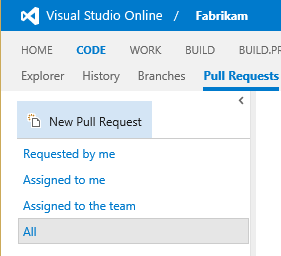 Visual Studio Online / Fabrikam
HOME CODE WORK BUILD BUILD.PR
Explorer History Branches Pull Requests
New Pull Request
Requested by me
Assigned to me
Assigned to the team
All